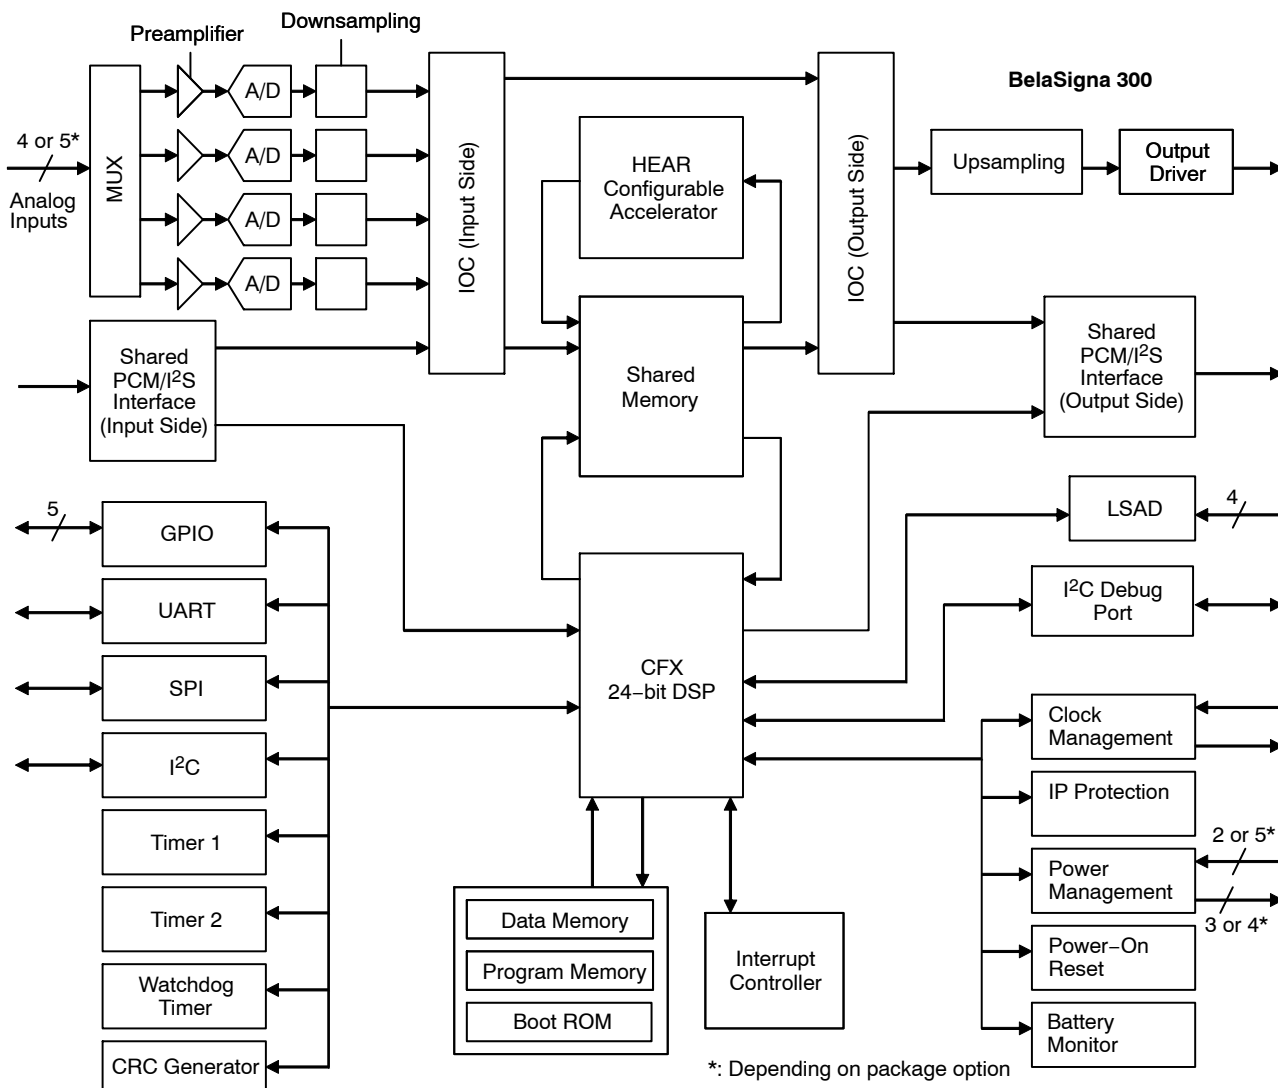 Downsampling
Preamplifier
BelaSigna 300
MUX
A/D
A/D
A/D
A/D
4 or 5*
Analog
Inputs
IOC (Input Side)
HEAR
Configurable
Accelerator
IOC (Output Side)
Upsampling
Output
Driver
Shared
PCM/I²S
Interface
(Input Side)
Shared
Memory
Shared
PCM/I²S
Interface
(Output Side)
5
GPIO
UART
SPI
I²C
Timer 1
Timer 2
Watchdog
Timer
CRC Generator
CFX
24−bit DSP
Data Memory
Program Memory
Boot ROM
Interrupt
Controller
LSAD
4
I²C Debug
Port
Clock
Management
IP Protection
Power
Management
2 or 5*
3 or 4*
Power−On
Reset
Battery
Monitor
*: Depending on package option